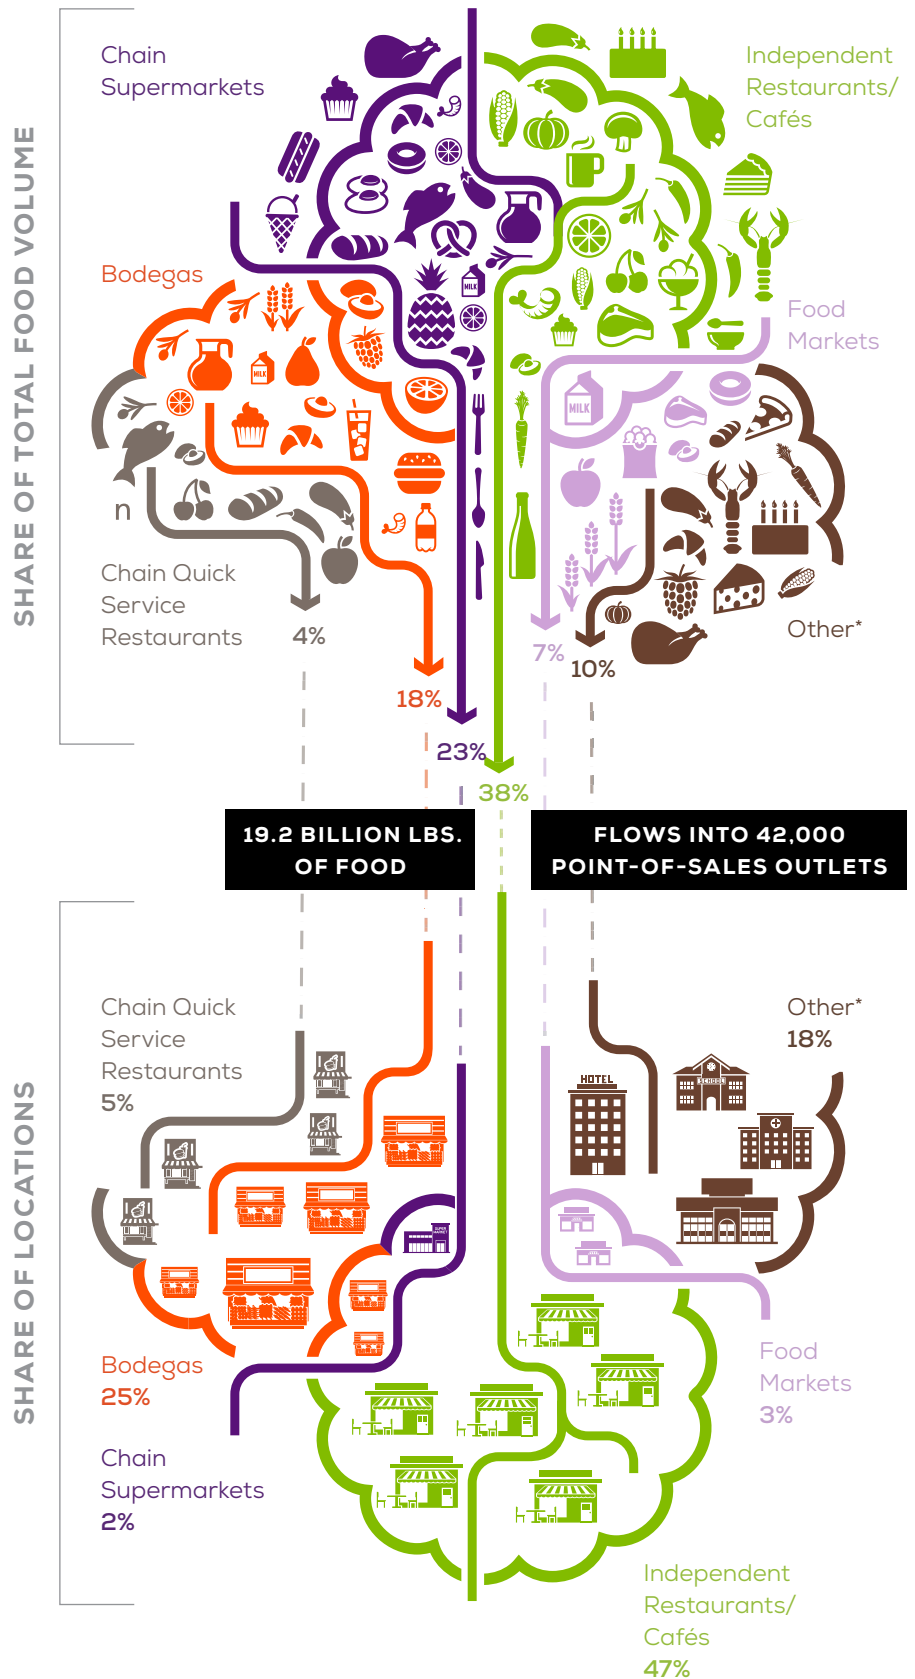 SHARE OF TOTAL FOOD VOLUME
Chain
Supermarkets
Independent
Restaurants/
Cafés
Bodegas
Food
Markets
MILK
MILK
MILK
n
Chain Quick
Service
Restaurants
Other*
4%
7%
10%
18%
23%
38%
19.2 BILLION LBS.
OF FOOD
FLOWS INTO 42,000
POINT-OF-SALES OUTLETS
SHARE OF LOCATIONS
Chain Quick
Service
Restaurants
5%
Other*
18%
HOTEL
SCHOOL
SUPER
MARKET
Bodegas
25%
Food
Markets
3%
Chain
Supermarkets
2%
Independent
Restaurants/
Cafés
47%